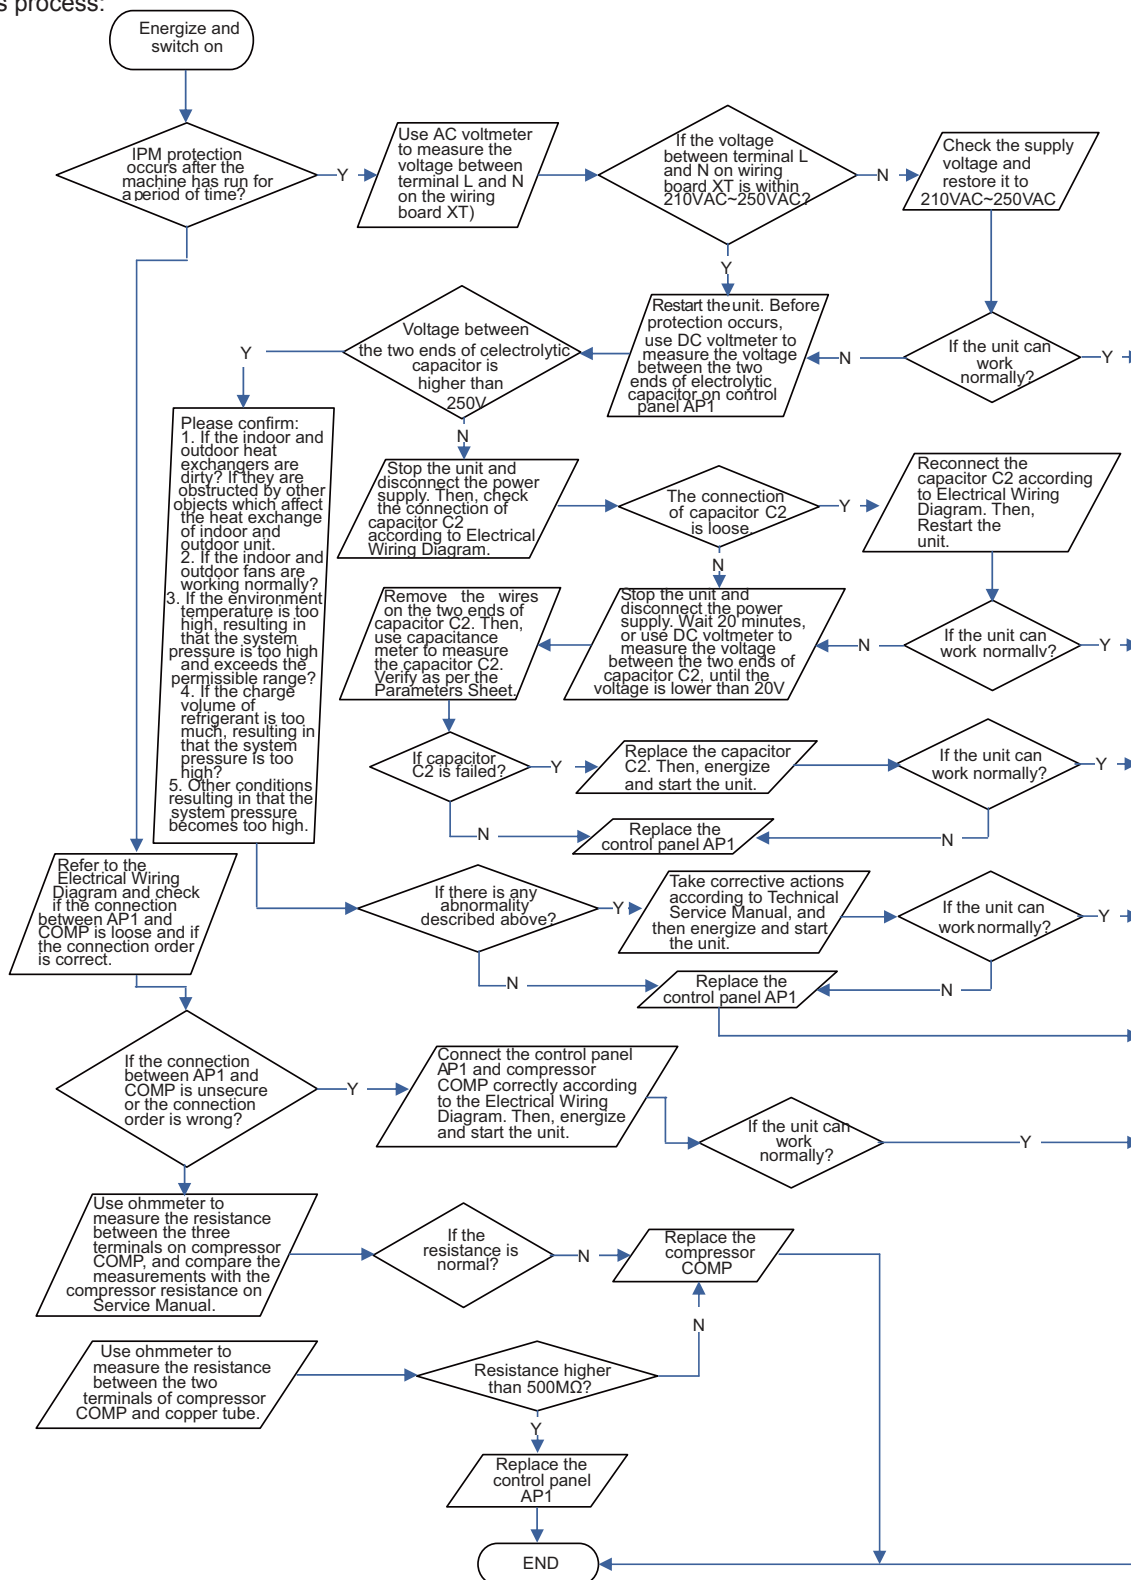 s process:
Energize and
switch on
IPM protection
occurs after the
machine has run for
a period of time?
Y
Use AC voltmeter
to measure the
voltage between
terminal L and N
on the wiring
board XT)
If the voltage
between terminal L
and N on wiring
board XT is within
210VAC~250VAC?
N
Check the supply
voltage and
restore it to
210VAC~250VAC
Y
Restart the unit. Before
protection occurs,
use DC voltmeter to
measure the voltage
between the two
ends of electrolytic
capacitor on control
panel AP1
N
If the unit can
work
normally?
Y
Voltage between
the two ends of celectrolytic
capacitor is
higher than
250V
Y
N
Please confirm:
1. If the indoor and
outdoor heat
exchangers are
dirty? If they are
obstructed by other
objects which affect
the heat exchange
of indoor and
outdoor unit.
2. If the indoor and
outdoor fans are
working normally?
3. If the environment
temperature is too
high, resulting in
that the system
pressure is too high
and exceeds the
permissible range?
4. If the charge
volume of
refrigerant is too
much, resulting in
that the system
pressure is too
high?
5. Other conditions
resulting in that the
system pressure
becomes too high.
Stop the unit and
disconnect the power
supply. Then, check
the connection of
capacitor C2
according to Electrical
Wiring Diagram.
The connection
of capacitor C2
is loose.
Y
Reconnect the
capacitor C2 according
to Electrical Wiring
Diagram. Then,
Restart the
unit.
N
Remove the wires
on the two ends of
capacitor C2. Then,
use capacitance
meter to measure
the capacitor C2.
Verify as per the
Parameters Sheet.
Stop the unit and
disconnect the power
supply. Wait 20 minutes,
or use DC voltmeter to
measure the voltage
between the two ends of
capacitor C2, until the
voltage is lower than 20V
N
If the unit can
work normally?
Y
If capacitor
C2 is failed?
Y
Replace the capacitor
C2. Then, energize
and start the unit.
If the unit can
work normally?
Y
N
Replace the
control panel AP1
N
Refer to the
Electrical Wiring
Diagram and check
if the connection
between AP1 and
COMP is loose and if
the connection order
is correct.
If there is any
abnormality
described above?
Y
Take corrective actions
according to Technical
Service Manual, and
then energize and start
the unit.
If the unit can
work normally?
Y
N
Replace the
control panel AP1
N
If the connection
between AP1 and
COMP is unsecure
or the connection
order is wrong?
Y
Connect the control panel
AP1 and compressor
COMP correctly according
to the Electrical Wiring
Diagram. Then, energize
and start the unit.
If the unit can
work
normally?
Y
Use ohmmeter to
measure the resistance
between the three
terminals on compressor
COMP, and compare the
measurements with the
compressor resistance on
Service Manual.
If the
resistance is
normal?
N
Replace the
compressor
COMP
N
Use ohmmeter to
measure the resistance
between the two
terminals of compressor
COMP and copper tube.
Resistance higher
than 500MΩ?
Y
Replace the
control panel
AP1
END